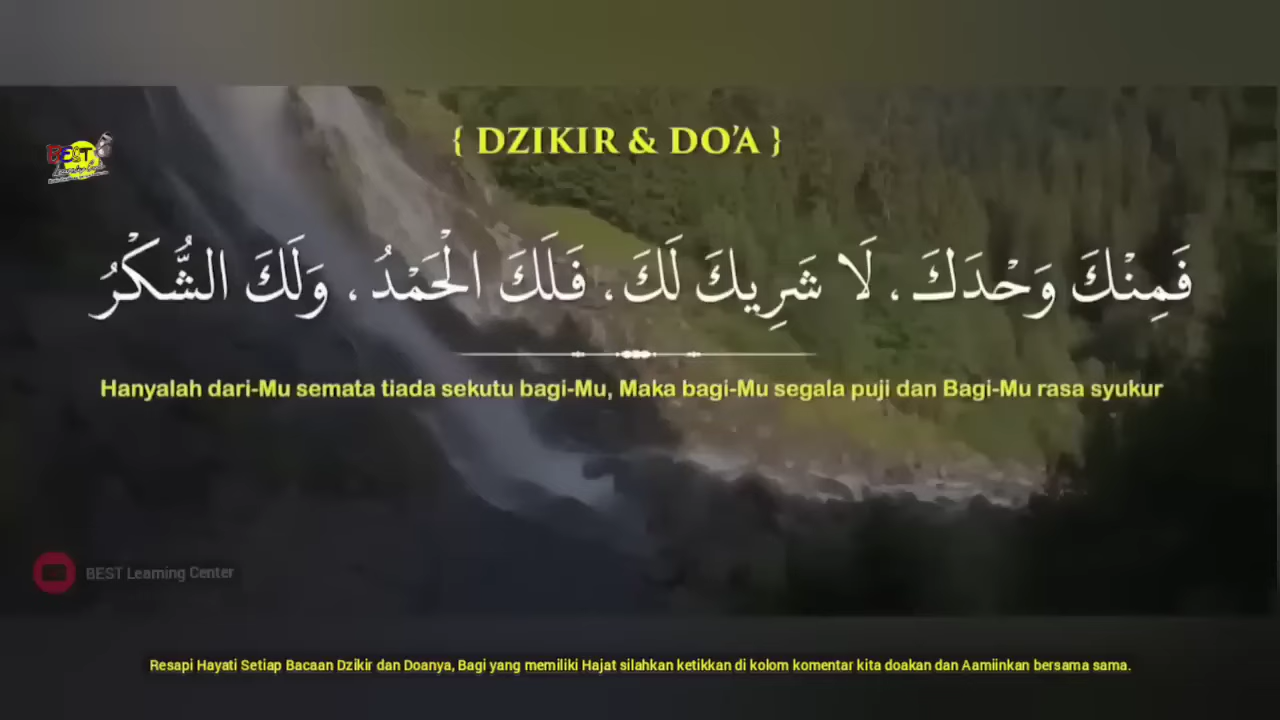 { DZIKIR & DO’A }
BEST
فَمِنْكَ وَحْدَكَ ، لَا شَرِيكَ لَكَ ، فَلَكَ الْحَمْدُ ، وَلَكَ الشُّكْرُ
Hanyalah dari-Mu semata tiada sekutu bagi-Mu, Maka bagi-Mu segala puji dan Bagi-Mu rasa syukur
BEST Learning Center
Resapi Hayati Setiap Bacaan Dzikir dan Doanya, Bagi yang memiliki Hajat silahkan ketikkan di kolom komentar kita doakan dan Aamiinkan bersama sama.